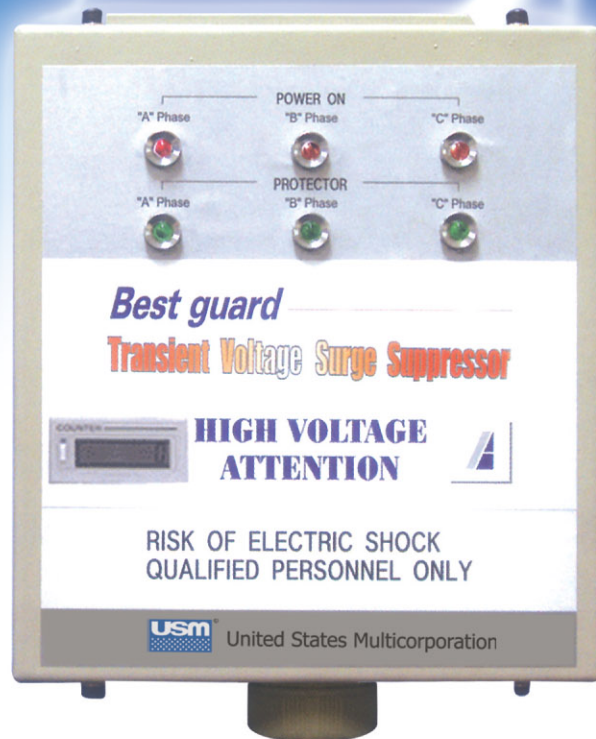 POWER ON
"A" Phase "B" Phase "C" Phase
PROTECTOR
"A" Phase "B" Phase "C" Phase
Best guard
Transient Voltage Surge Suppressor
COUNTER
0
HIGH VOLTAGE
ATTENTION
RISK OF ELECTRIC SHOCK
QUALIFIED PERSONNEL ONLY
USM® United States Multicorporation